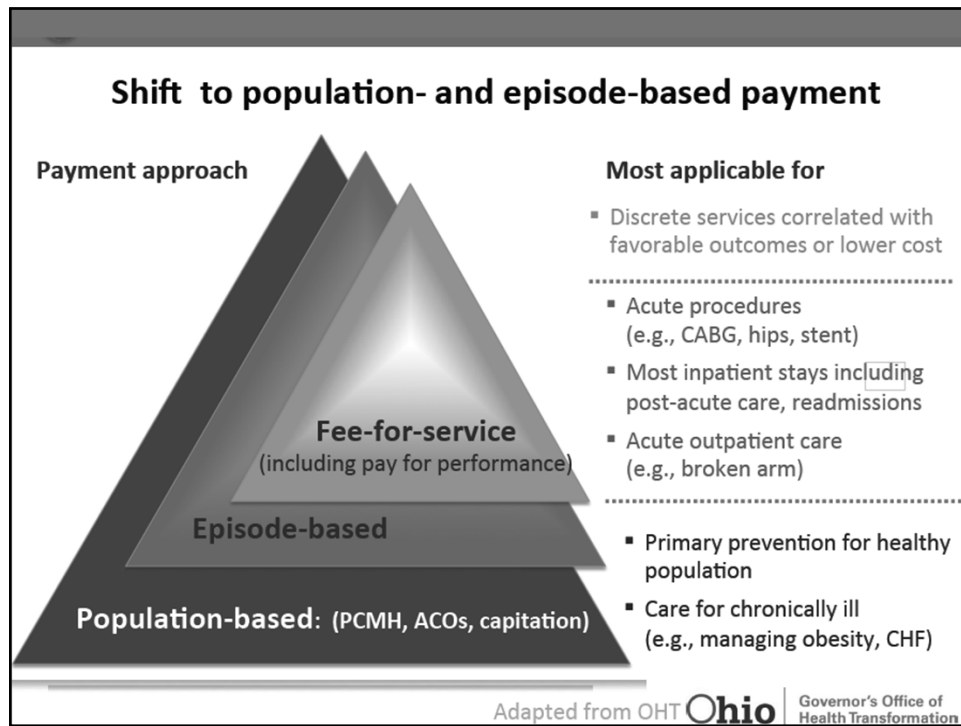 Shift to population- and episode-based payment
Payment approach
Most applicable for
▪ Discrete services correlated with
favorable outcomes or lower cost
▪ Acute procedures
(e.g., CABG, hips, stent)
▪ Most inpatient stays including
post-acute care, readmissions
▪ Acute outpatient care
(e.g., broken arm)
Fee-for-service
(including pay for performance)
Episode-based
Population-based: (PCMH, ACOs, capitation)
▪ Primary prevention for healthy
population
▪ Care for chronically ill
(e.g., managing obesity, CHF)
Adapted from OHT
Ohio
Governor's Office of
Health Transformation